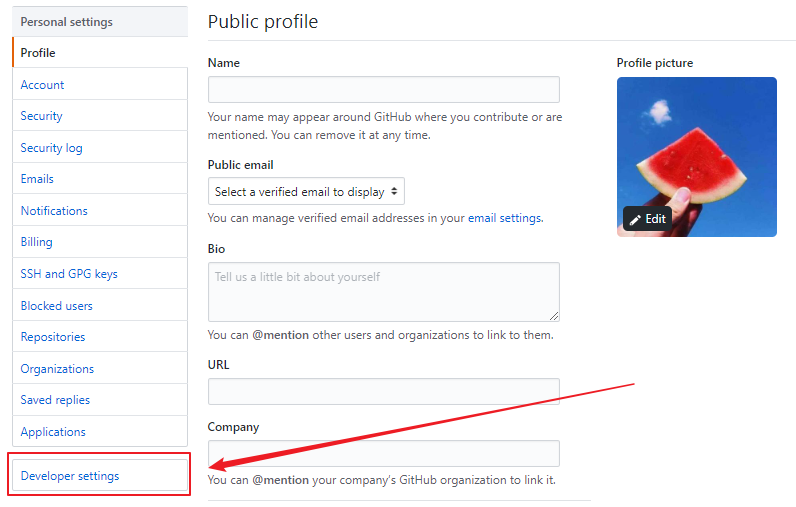 Personal settings
Profile
Account
Security
Security log
Emails
Notifications
Billing
SSH and GPG keys
Blocked users
Repositories
Organizations
Saved replies
Applications
Developer settings
Public profile
Name
Your name may appear around GitHub where you contribute or are
mentioned. You can remove it at any time.
Public email
Select a verified email to display
You can manage verified email addresses in your email settings.
Bio
Tell us a little bit about yourself
You can @mention other users and organizations to link to them.
URL
Company
You can @mention your company's GitHub organization to link it.
Profile picture
Edit